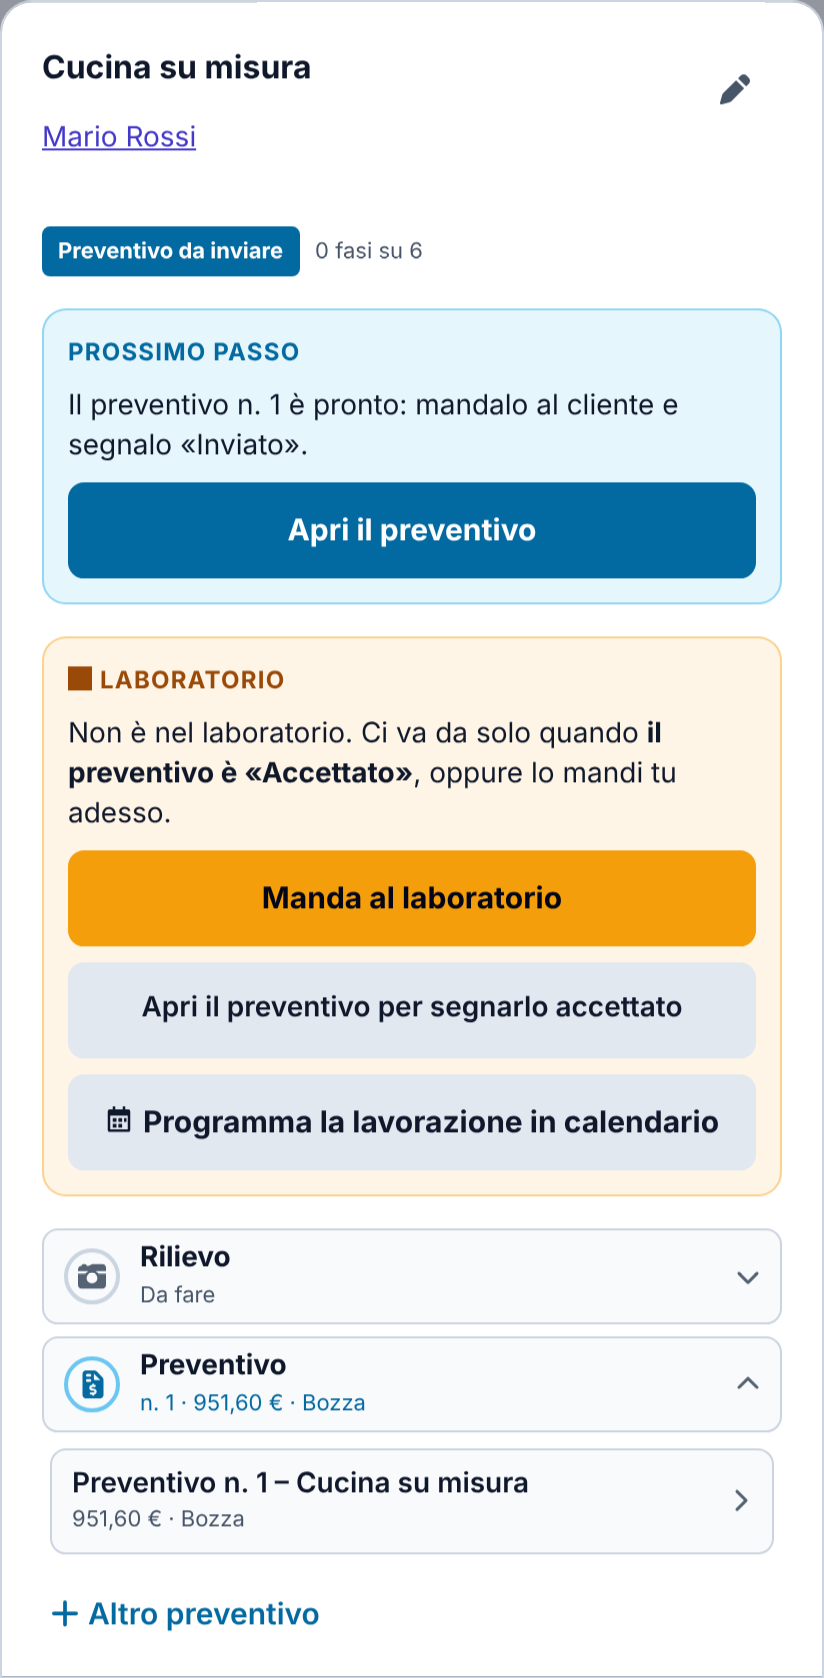 Cucina su misura
Mario Rossi
Preventivo da inviare 0 fasi su 6
PROSSIMO PASSO
Il preventivo n. 1 è pronto: mandalo al cliente e
segnalo «Inviato».
Apri il preventivo
LABORATORIO
Non è nel laboratorio. Ci va da solo quando il
preventivo è «Accettato», oppure lo mandi tu
adesso.
Manda al laboratorio
Apri il preventivo per segnarlo accettato
Programma la lavorazione in calendario
Rilievo
Da fare
Preventivo
n. 1 · 951,60 € · Bozza
Preventivo n. 1 – Cucina su misura
951,60 € · Bozza
+ Altro preventivo